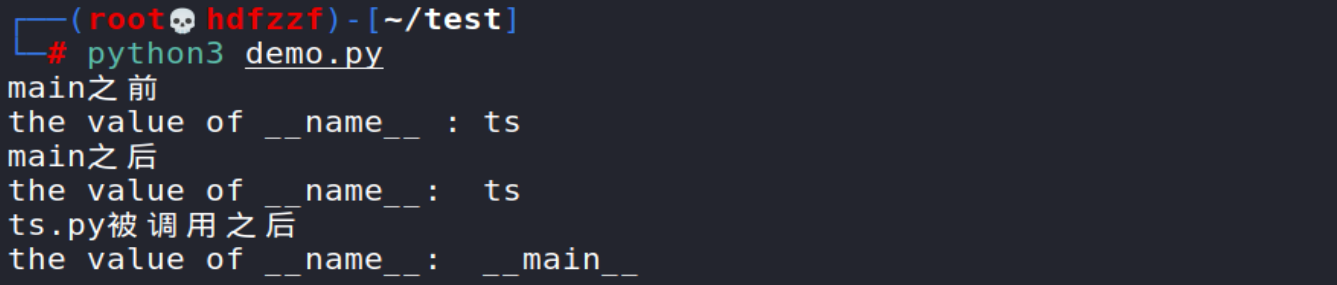 ┌──(root💀hdfzzf)-[~/test]
└─# python3 demo.py
main之前
the value of __name__ : ts
main之后
the value of __name__:  ts
ts.py被调用之后
the value of __name__:  __main__